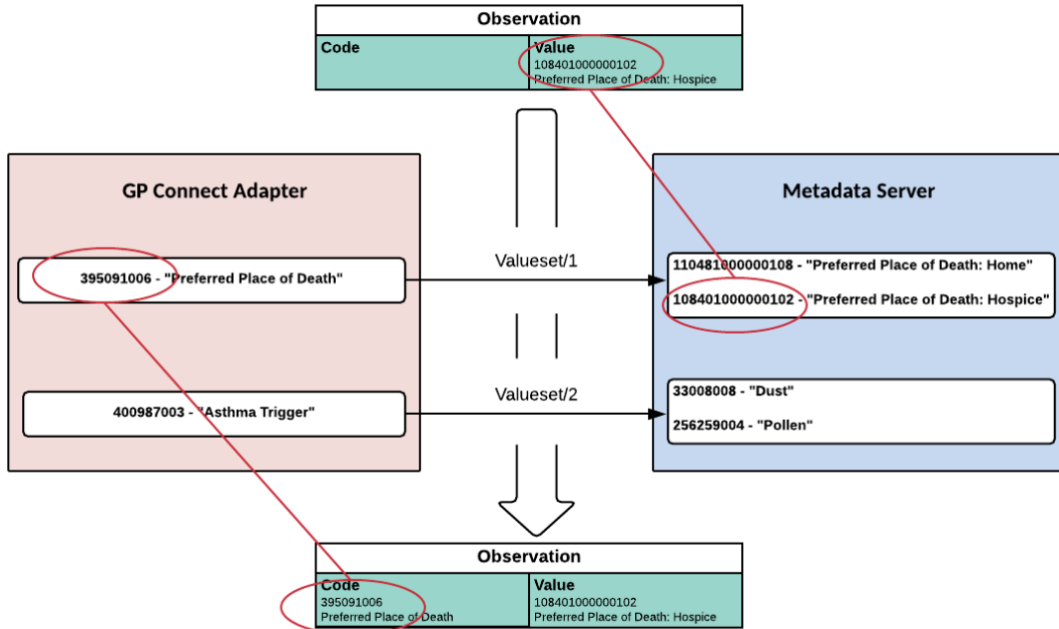 Observation
Code
Value
108401000000102
Preferred Place of Death: Hospice
GP Connect Adapter
Metadata Server
395091006 - "Preferred Place of Death"
Valueset/1
110481000000108 - "Preferred Place of Death: Home"
108401000000102 - "Preferred Place of Death: Hospice"
400987003 - "Asthma Trigger"
Valueset/2
33008008 - "Dust"
256259004 - "Pollen"
Observation
Code
395091006
Preferred Place of Death
Value
108401000000102
Preferred Place of Death: Hospice